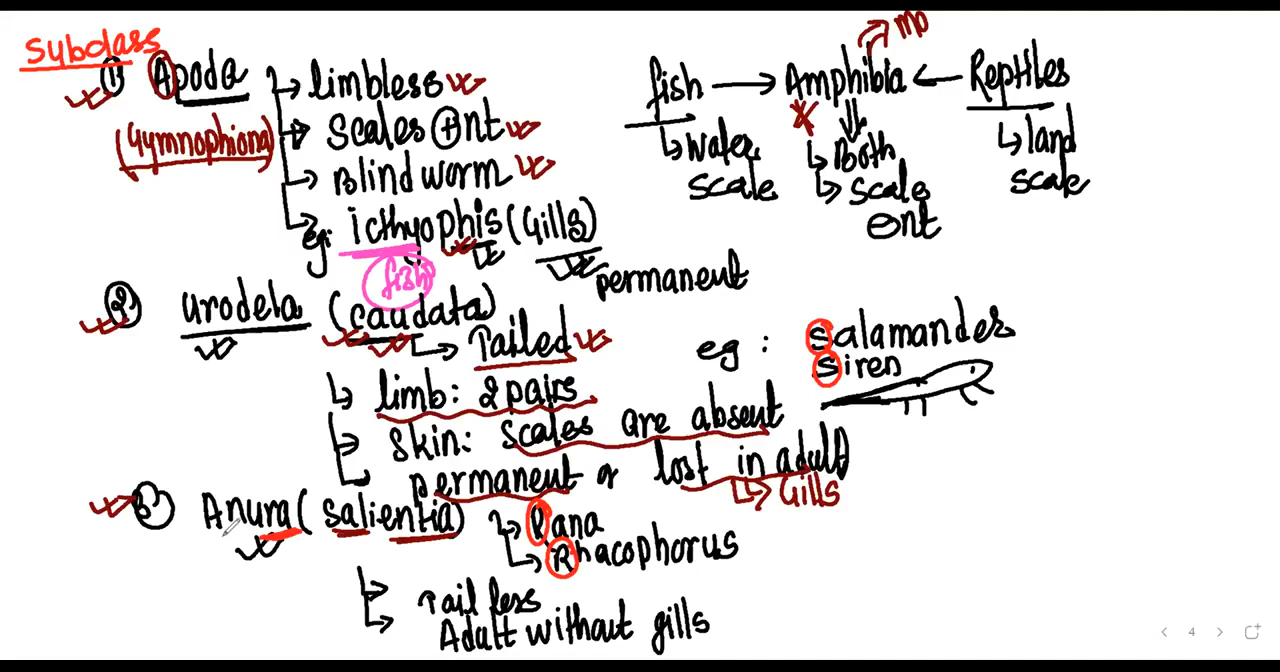 Subclass
① Apoda
(Gymnophiona)
→ limbless
→ Scales ⊕nt
→ Blind worm
eg: icthyophis (Gills)
permanent
fish
fish → Amphibia ← Reptiles
mp
↳ water
scale
↳ Both
↳ scale
⊖nt
↳ land
scale
② urodela (caudata)
↳ Tailed
↳ limb: 2 pairs
↳ skin: scales are absent
permanent or lost in adult
↳ Gills
eg: Salamander
Siren
③ Anura (salientia)
↳ Rana
↳ Rhacophorus
→ Tail less
→ Adult without gills
4